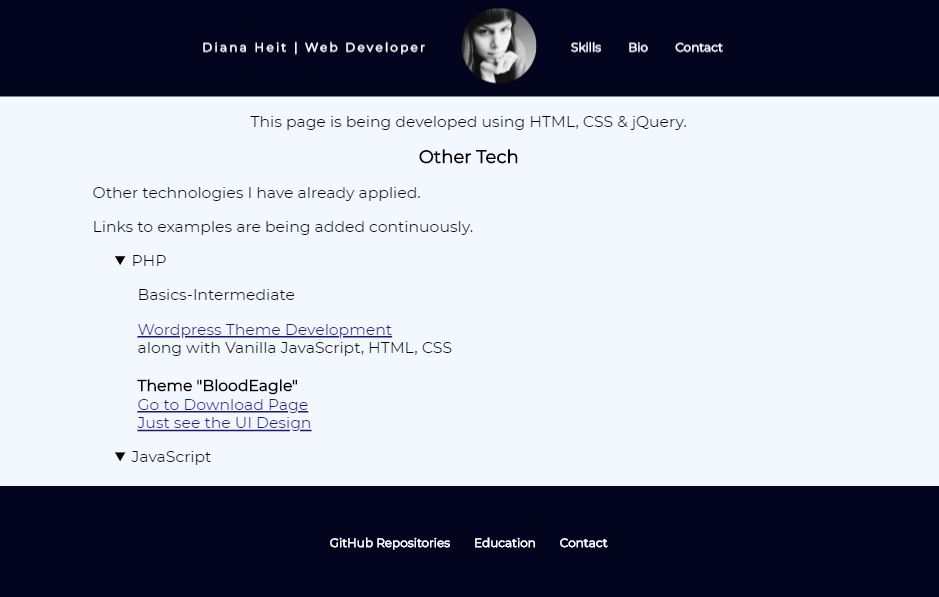 Diana Heit | Web Developer
Skills Bio Contact
This page is being developed using HTML, CSS & jQuery.
Other Tech
Other technologies I have already applied.
Links to examples are being added continuously.
▼ PHP
Basics-Intermediate
Wordpress Theme Development
along with Vanilla JavaScript, HTML, CSS
Theme "BloodEagle"
Go to Download Page
Just see the UI Design
▼ JavaScript
GitHub Repositories Education Contact